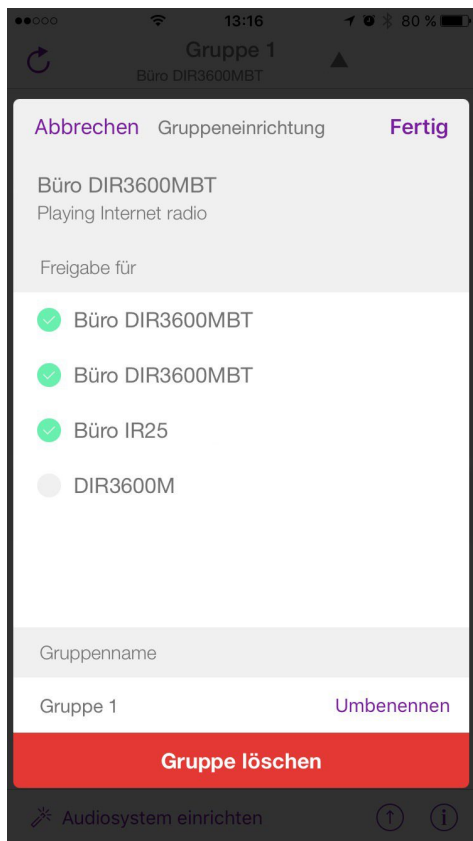 13:16
80 %
Gruppe 1
Büro DIR3600MBT
Abbrechen Gruppeneinrichtung Fertig
Büro DIR3600MBT
Playing Internet radio
Freigabe für
Büro DIR3600MBT
Büro DIR3600MBT
Büro IR25
DIR3600M
Gruppenname
Gruppe 1 Umbenennen
Gruppe löschen
Audiosystem einrichten